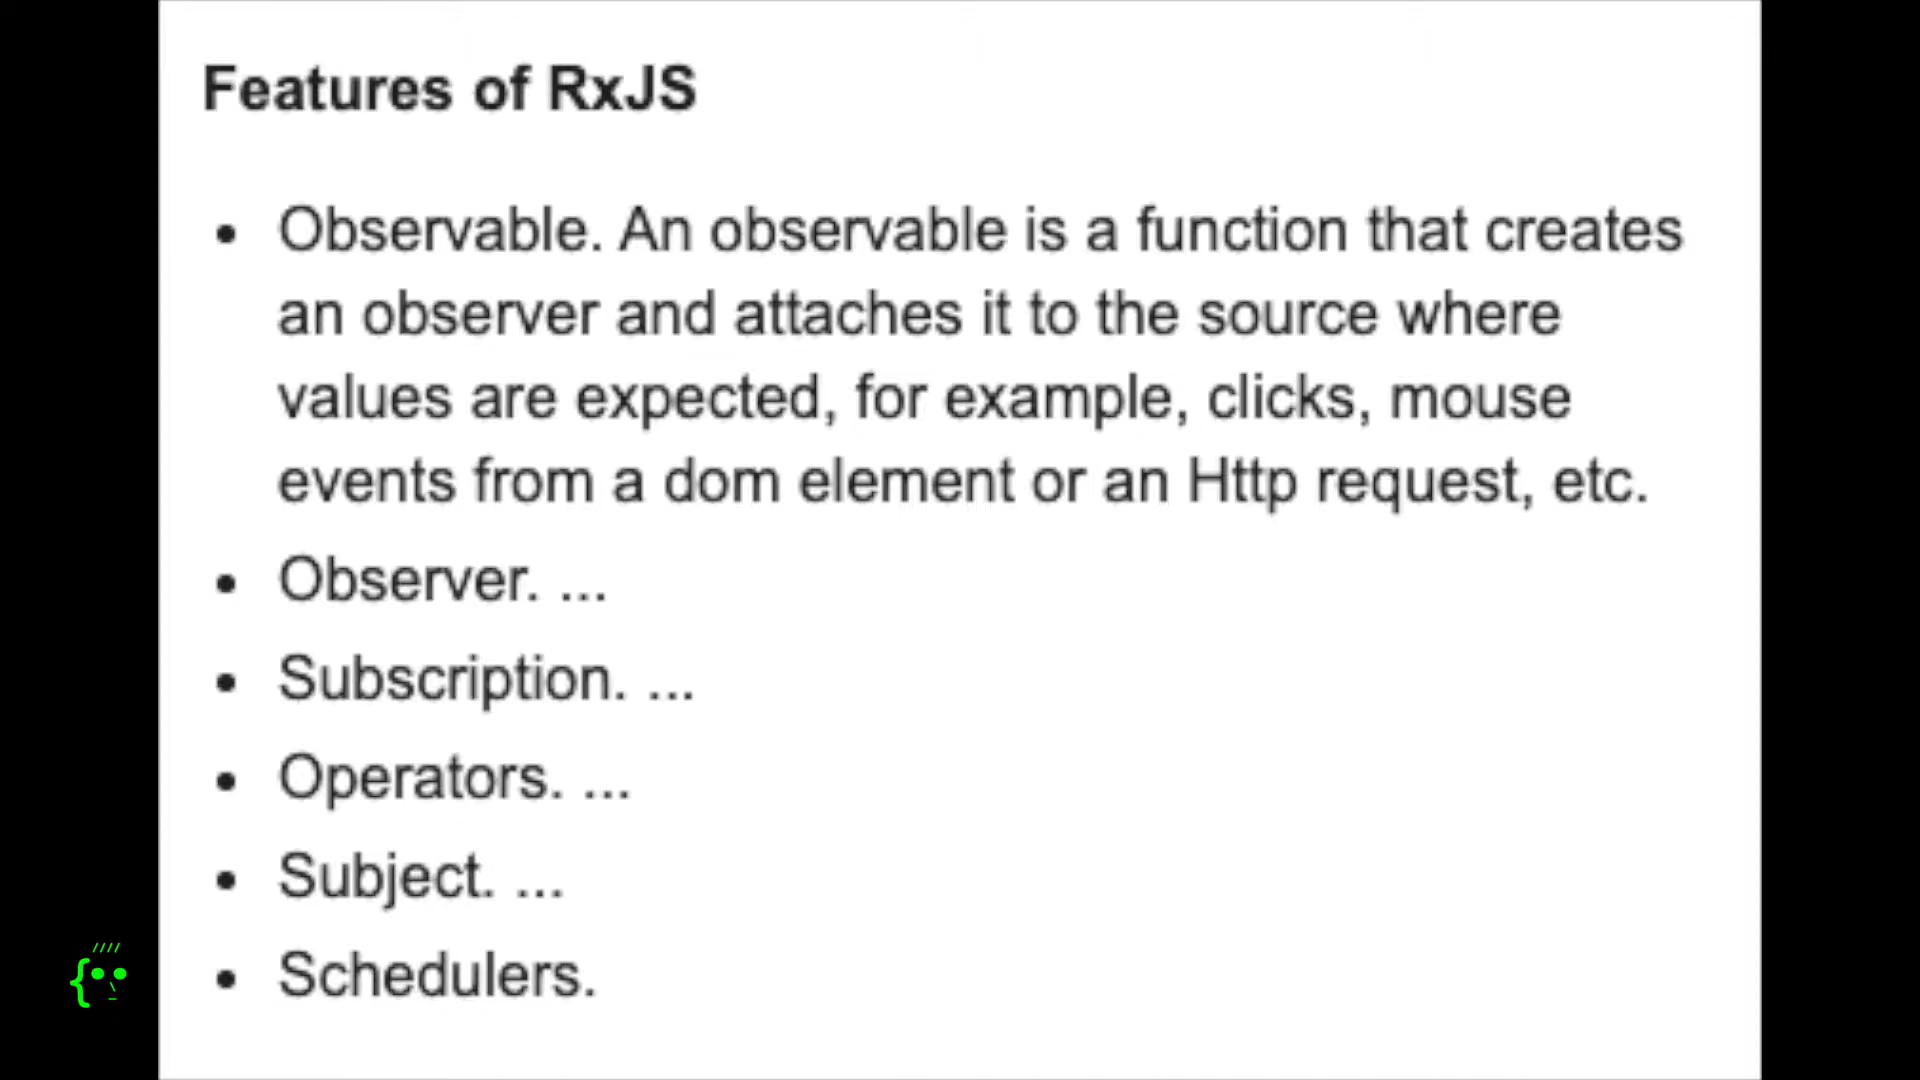 Features of RxJS
• Observable. An observable is a function that creates
an observer and attaches it to the source where
values are expected, for example, clicks, mouse
events from a dom element or an Http request, etc.
• Observer. ...
• Subscription. ...
• Operators. ...
• Subject. ...
• Schedulers.